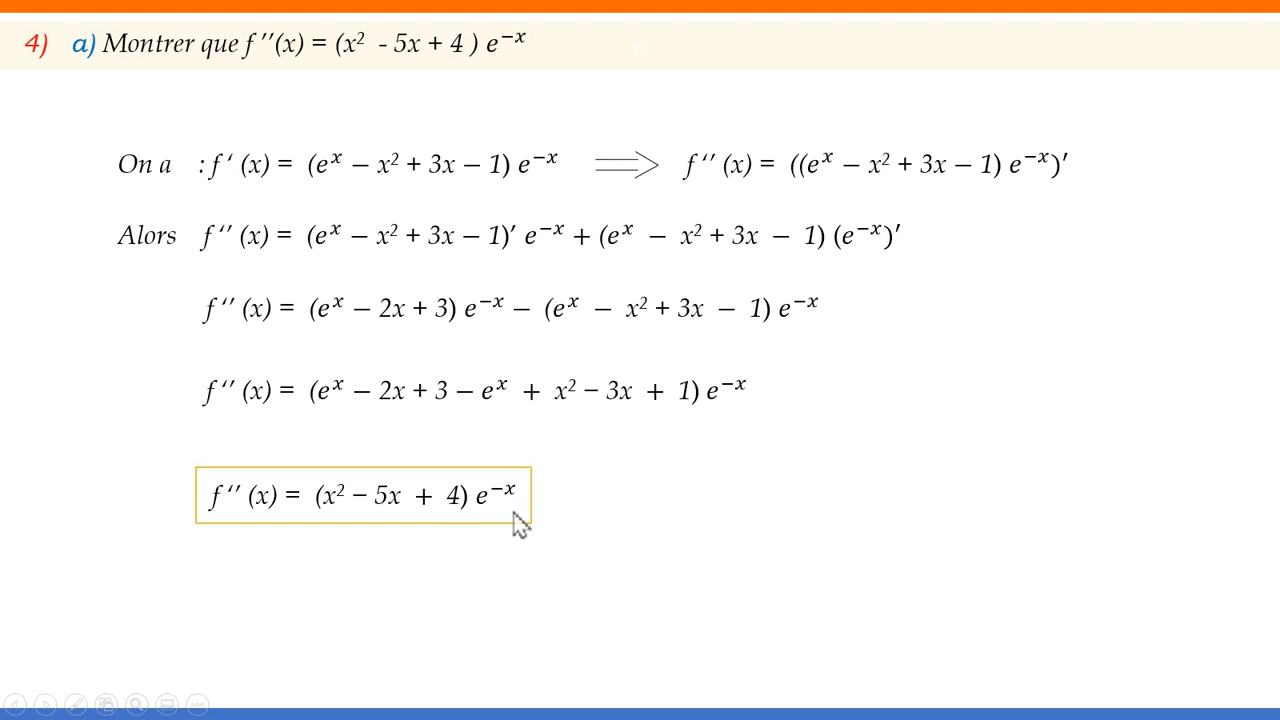 4) a) Montrer que f ’’(x) = (x² - 5x + 4 ) e⁻ˣ
On a : f ‘ (x) = (eˣ − x² + 3x − 1) e⁻ˣ ⟹ f ‘’ (x) = ((eˣ − x² + 3x − 1) e⁻ˣ)′
Alors f ‘’ (x) = (eˣ − x² + 3x − 1)’ e⁻ˣ + (eˣ − x² + 3x − 1) (e⁻ˣ)′
f ‘’ (x) = (eˣ − 2x + 3) e⁻ˣ − (eˣ − x² + 3x − 1) e⁻ˣ
f ‘’ (x) = (eˣ − 2x + 3 − eˣ + x² − 3x + 1) e⁻ˣ
f ‘’ (x) = (x² − 5x + 4) e⁻ˣ